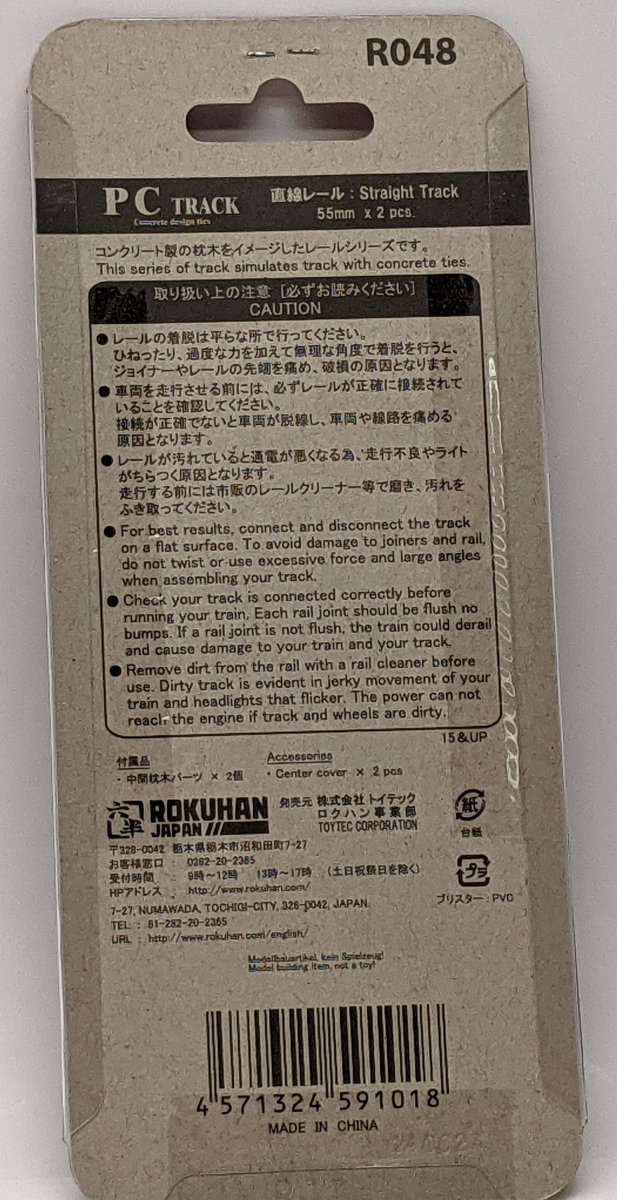 R048
PC TRACK
Concrete design ties
直線レール : Straight Track
55mm x 2 pcs.
コンクリート製の枕木をイメージしたレールシリーズです。
This series of track simulates track with concrete ties.
取り扱い上の注意 [必ずお読みください]
CAUTION
● レールの着脱は平らな所で行ってください。
ひねったり、過度な力を加えて無理な角度で着脱を行うと、
ジョイナーやレールの先端を痛め、破損の原因となります。
● 車両を走行させる前には、必ずレールが正確に接続されて
いることを確認してください。
接続が正確でないと車両が脱線し、車両や線路を痛める
原因となります。
● レールが汚れていると通電が悪くなる為、走行不良やライト
がちらつく原因となります。
走行する前には市販のレールクリーナー等で磨き、汚れを
ふき取ってください。
● For best results, connect and disconnect the track
on a flat surface. To avoid damage to joiners and rail,
do not twist or use excessive force and large angles
when assembling your track.
● Check your track is connected correctly before
running your train. Each rail joint should be flush no
bumps. If a rail joint is not flush, the train could derail
and cause damage to your train and your track.
● Remove dirt from the rail with a rail cleaner before
use. Dirty track is evident in jerky movement of your
train and headlights that flicker. The power can not
reach the engine if track and wheels are dirty.
15&UP
付属品
・中間枕木パーツ × 2個
Accessories
・Center cover × 2 pcs
六半
ROKUHAN
JAPAN
発売元 株式会社 トイテック
ロクハン事業部
TOYTEC CORPORATION
紙
台紙
〒328-0042 栃木県栃木市沼和田町7-27
お客様窓口 : 0282-20-2365
受付時間 : 9時～12時 13時～17時 (土日祝祭日を除く)
HPアドレス : http://www.rokuhan.com/
プラ
ブリスター : PVC
7-27, NUMAWADA, TOCHIGI-CITY, 328-0042, JAPAN
TEL : 81-282-20-2365
URL : http://www.rokuhan.com/english/
Modellbauartikel, kein Spielzeug!
Model building item, not a toy!
4 571324 591018
MADE IN CHINA